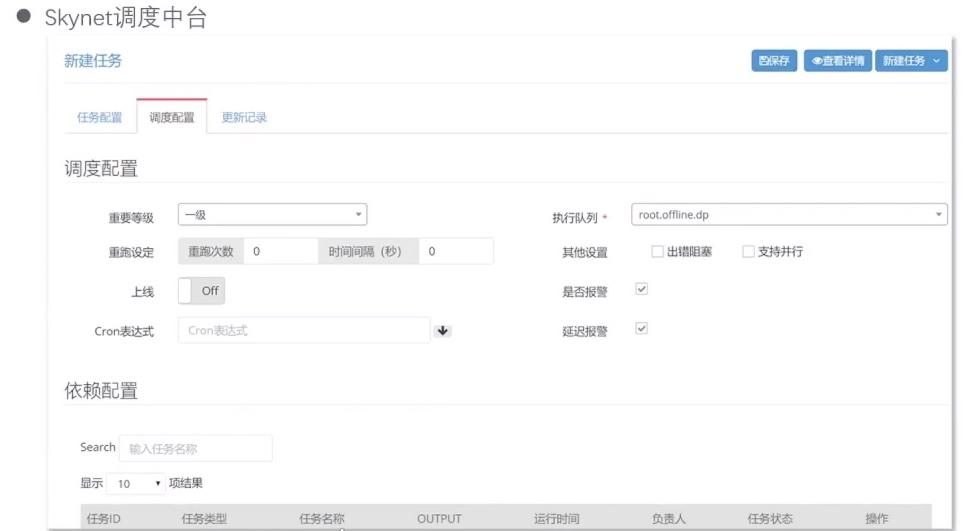 Skynet调度中台
新建任务 保存 查看详情 新建任务
任务配置 调度配置 更新记录
调度配置
重要等级 一级 执行队列 * root.offline.dp
重跑设定 重跑次数 0 时间间隔（秒） 0 其他设置 出错阻塞 支持并行
上线 Off 是否报警
Cron表达式 Cron表达式 延迟报警
依赖配置
Search 输入任务名称
显示 10 项结果
任务ID 任务类型 任务名称 OUTPUT 运行时间 负责人 任务状态 操作